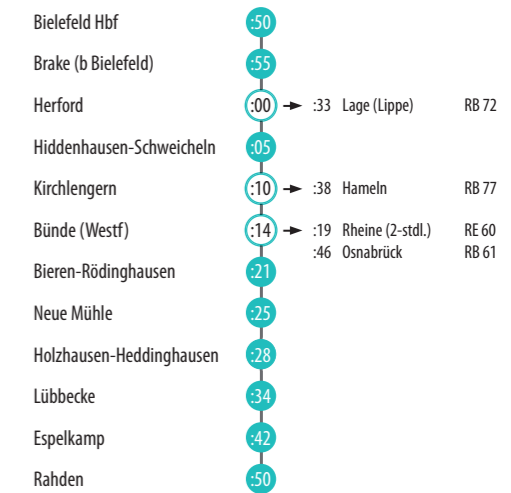 Bielefeld Hbf :50
Brake (b Bielefeld) :55
Herford :00 → :33 Lage (Lippe) RB 72
Hiddenhausen-Schweicheln :05
Kirchlengern :10 → :38 Hameln RB 77
Bünde (Westf) :14 → :19 Rheine (2-stdl.) RE 60
:46 Osnabrück RB 61
Bieren-Rödinghausen :21
Neue Mühle :25
Holzhausen-Heddinghausen :28
Lübbecke :34
Espelkamp :42
Rahden :50